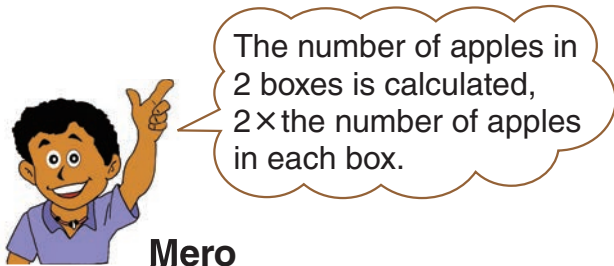 The number of apples in
2 boxes is calculated,
2×the number of apples
in each box.
Mero